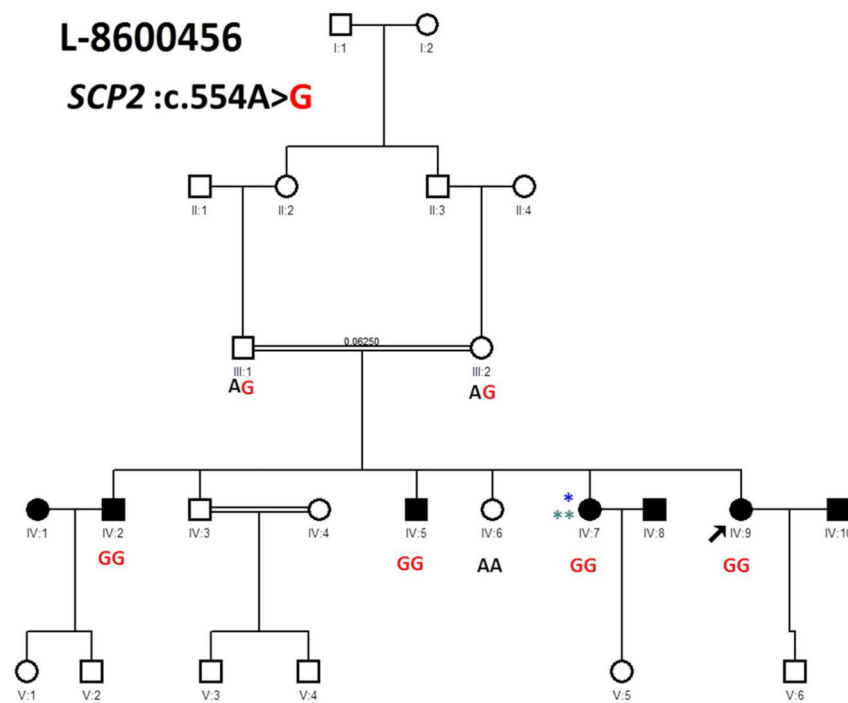 L-8600456
SCP2 :c.554A>G
I:1 I:2
II:1 II:2 II:3 II:4
0.06250
III:1 III:2
AG AG
* **
IV:1 IV:2 IV:3 IV:4 IV:5 IV:6 IV:7 IV:8 IV:9 IV:10
GG GG AA GG GG
V:1 V:2 V:3 V:4 V:5 V:6